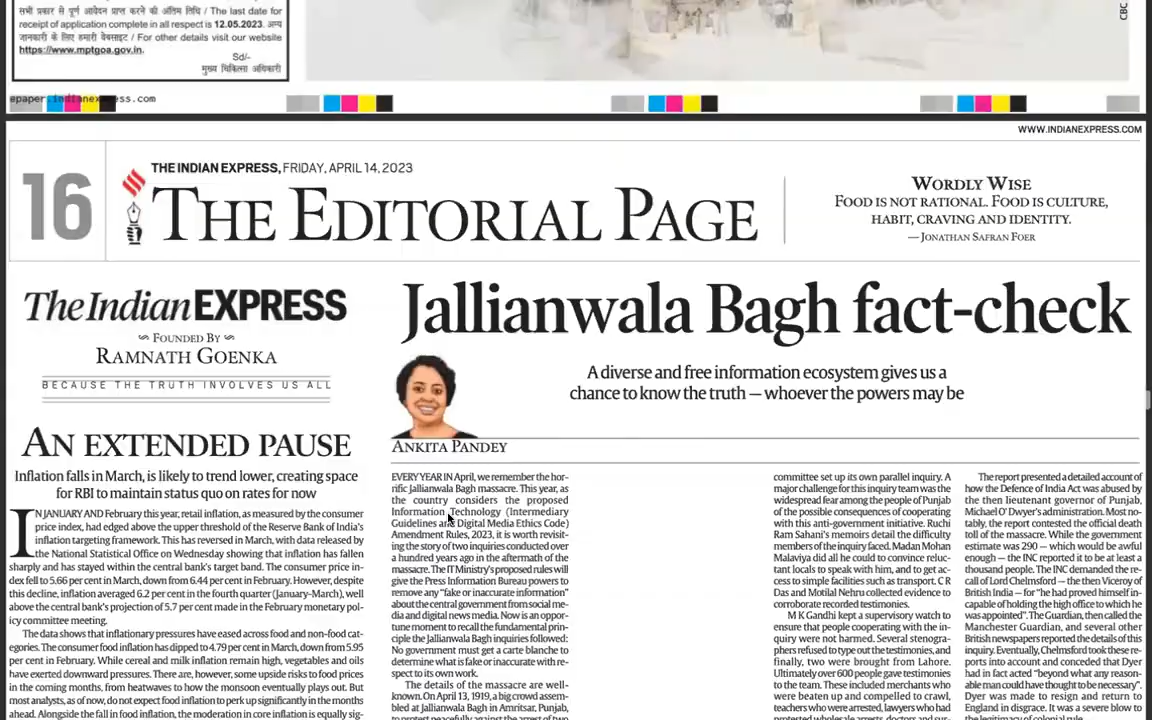 सभी प्रकार से पूर्ण आवेदन प्राप्त करने की अंतिम तिथि / The last date for
receipt of application complete in all respect is 12.05.2023. अन्य
जानकारी के लिए हमारी वेबसाइट / For other details visit our website
https://www.mptgoa.gov.in.
Sd/-
मुख्य चिकित्सा अधिकारी
CBC
epaper.indianexpress.com
WWW.INDIANEXPRESS.COM
16
THE INDIAN EXPRESS, FRIDAY, APRIL 14, 2023
THE EDITORIAL PAGE
WORDLY WISE
FOOD IS NOT RATIONAL. FOOD IS CULTURE,
HABIT, CRAVING AND IDENTITY.
— JONATHAN SAFRAN FOER
The Indian EXPRESS
FOUNDED BY
RAMNATH GOENKA
BECAUSE THE TRUTH INVOLVES US ALL
AN EXTENDED PAUSE
Inflation falls in March, is likely to trend lower, creating space
for RBI to maintain status quo on rates for now
IN JANUARY AND February this year, retail inflation, as measured by the consumer
price index, had edged above the upper threshold of the Reserve Bank of India's
inflation targeting framework. This has reversed in March, with data released by
the National Statistical Office on Wednesday showing that inflation has fallen
sharply and has stayed within the central bank's target band. The consumer price in-
dex fell to 5.66 per cent in March, down from 6.44 per cent in February. However, despite
this decline, inflation averaged 6.2 per cent in the fourth quarter (January-March), well
above the central bank's projection of 5.7 per cent made in the February monetary pol-
icy committee meeting.
The data shows that inflationary pressures have eased across food and non-food cat-
egories. The consumer food inflation has dipped to 4.79 per cent in March, down from 5.95
per cent in February. While cereal and milk inflation remain high, vegetables and oils
have exerted downward pressures. There are, however, some upside risks to food prices
in the coming months, from heatwaves to how the monsoon eventually plays out. But
most analysts, as of now, do not expect food inflation to perk up significantly in the months
ahead. Alongside the fall in food inflation, the moderation in core inflation is equally sig-
Jallianwala Bagh fact-check
A diverse and free information ecosystem gives us a
chance to know the truth — whoever the powers may be
ANKITA PANDEY
EVERY YEAR IN April, we remember the hor-
rific Jallianwala Bagh massacre. This year, as
the country considers the proposed
Information Technology (Intermediary
Guidelines and Digital Media Ethics Code)
Amendment Rules, 2023, it is worth revisit-
ing the story of two inquiries conducted over
a hundred years ago in the aftermath of the
massacre. The IT Ministry's proposed rules will
give the Press Information Bureau powers to
remove any "fake or inaccurate information"
about the central government from social me-
dia and digital news media. Now is an oppor-
tune moment to recall the fundamental prin-
ciple the Jallianwala Bagh inquiries followed:
No government must get a carte blanche to
determine what is fake or inaccurate with re-
spect to its own work.
The details of the massacre are well-
known. On April 13, 1919, a big crowd assem-
bled at Jallianwala Bagh in Amritsar, Punjab,
to protest peacefully against the arrest of two
committee set up its own parallel inquiry. A
major challenge for this inquiry team was the
widespread fear among the people of Punjab
of the possible consequences of cooperating
with this anti-government initiative. Ruchi
Ram Sahani's memoirs detail the difficulty
members of the inquiry faced. Madan Mohan
Malaviya did all he could to convince reluc-
tant locals to speak with him, and to get ac-
cess to simple facilities such as transport. C R
Das and Motilal Nehru collected evidence to
corroborate recorded testimonies.
M K Gandhi kept a supervisory watch to
ensure that people cooperating with the in-
quiry were not harmed. Several stenogra-
phers refused to type out the testimonies, and
finally, two were brought from Lahore.
Ultimately over 600 people gave testimonies
to the team. These included merchants who
were beaten up and compelled to crawl,
teachers who were arrested, lawyers who had
protested wholesale arrests, doctors and sur-
The report presented a detailed account of
how the Defence of India Act was abused by
the then lieutenant governor of Punjab,
Michael O' Dwyer's administration. Most no-
tably, the report contested the official death
toll of the massacre. While the government
estimate was 290 — which would be awful
enough — the INC reported it to be at least a
thousand people. The INC demanded the re-
call of Lord Chelmsford — the then Viceroy of
British India — for "he had proved himself in-
capable of holding the high office to which he
was appointed". The Guardian, then called the
Manchester Guardian, and several other
British newspapers reported the details of this
inquiry. Eventually, Chelmsford took these re-
ports into account and conceded that Dyer
had in fact acted "beyond what any reason-
able man could have thought to be necessary".
Dyer was made to resign and return to
England in disgrace. It was a severe blow to
the legitimacy of colonial rule.